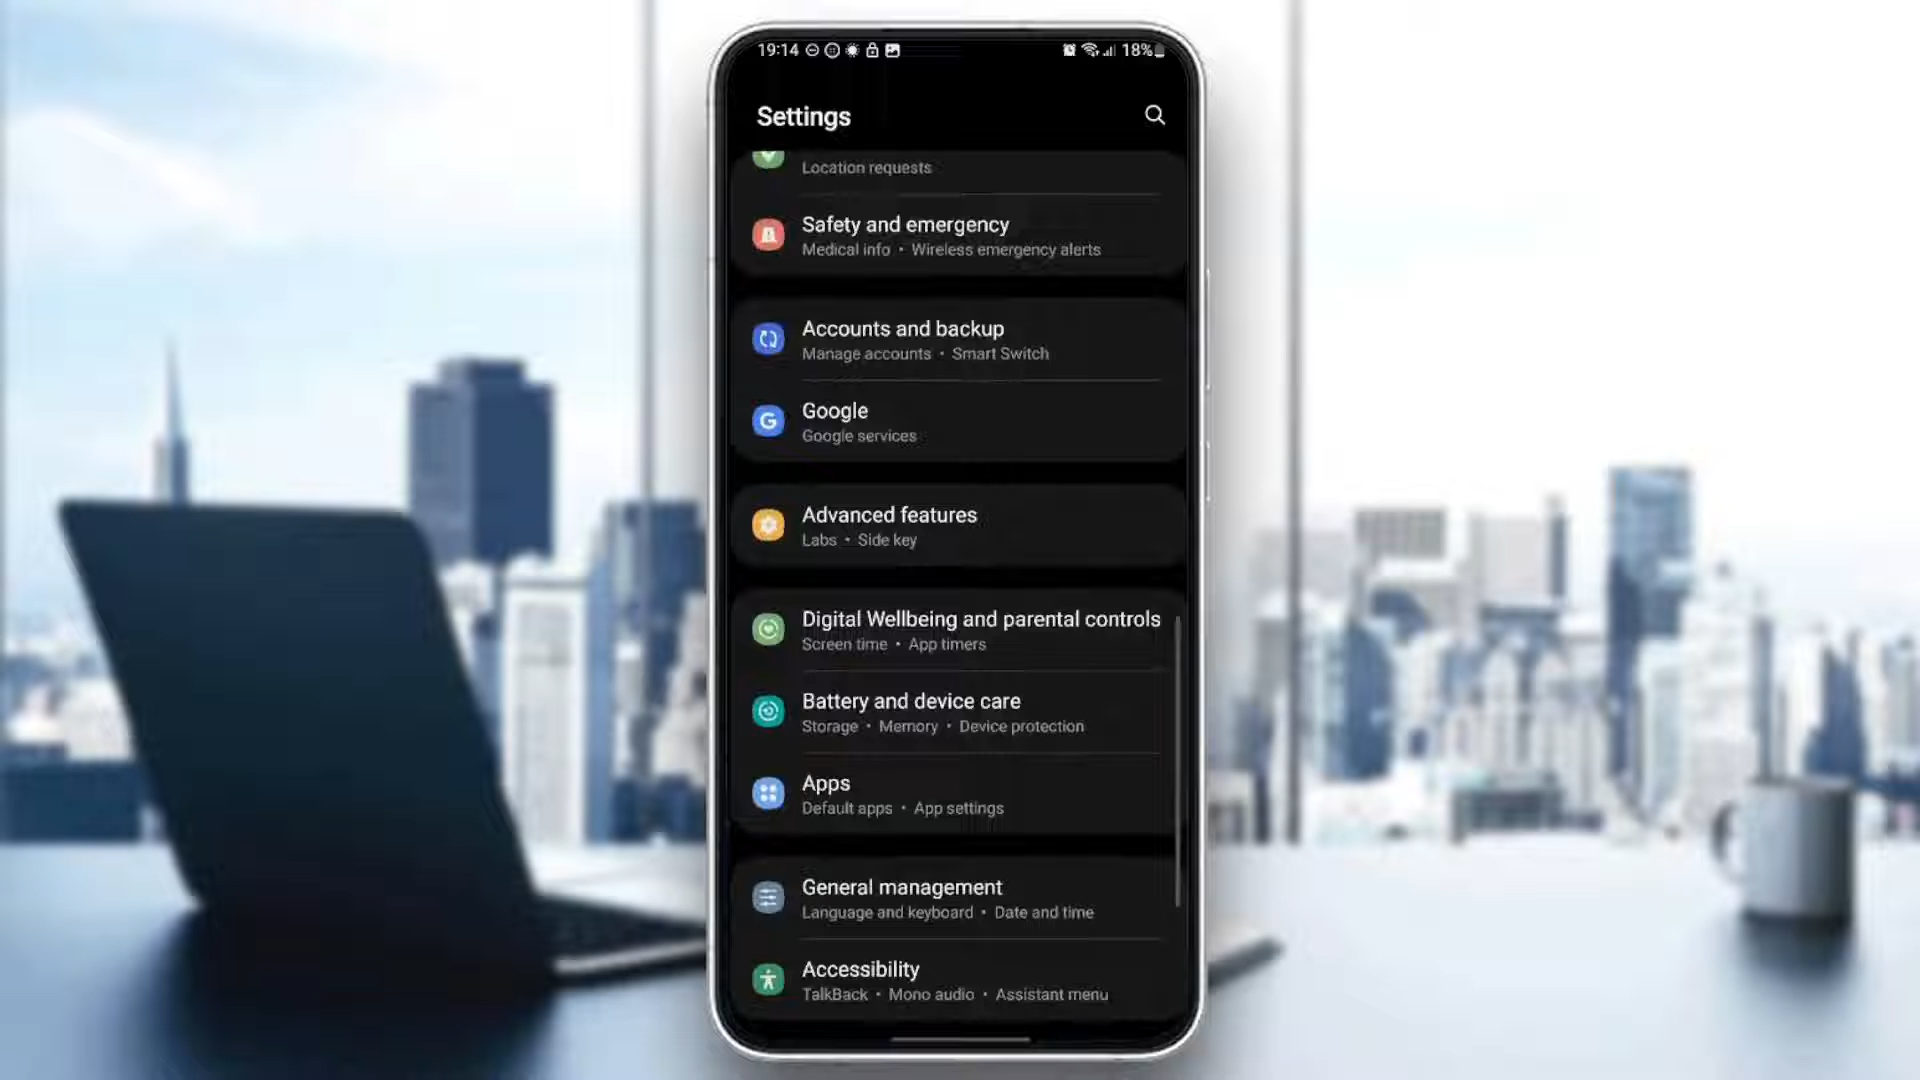 19:14 18%
Settings
Location requests
Safety and emergency
Medical info • Wireless emergency alerts
Accounts and backup
Manage accounts • Smart Switch
G Google
Google services
Advanced features
Labs • Side key
Digital Wellbeing and parental controls
Screen time • App timers
Battery and device care
Storage • Memory • Device protection
Apps
Default apps • App settings
General management
Language and keyboard • Date and time
Accessibility
TalkBack • Mono audio • Assistant menu